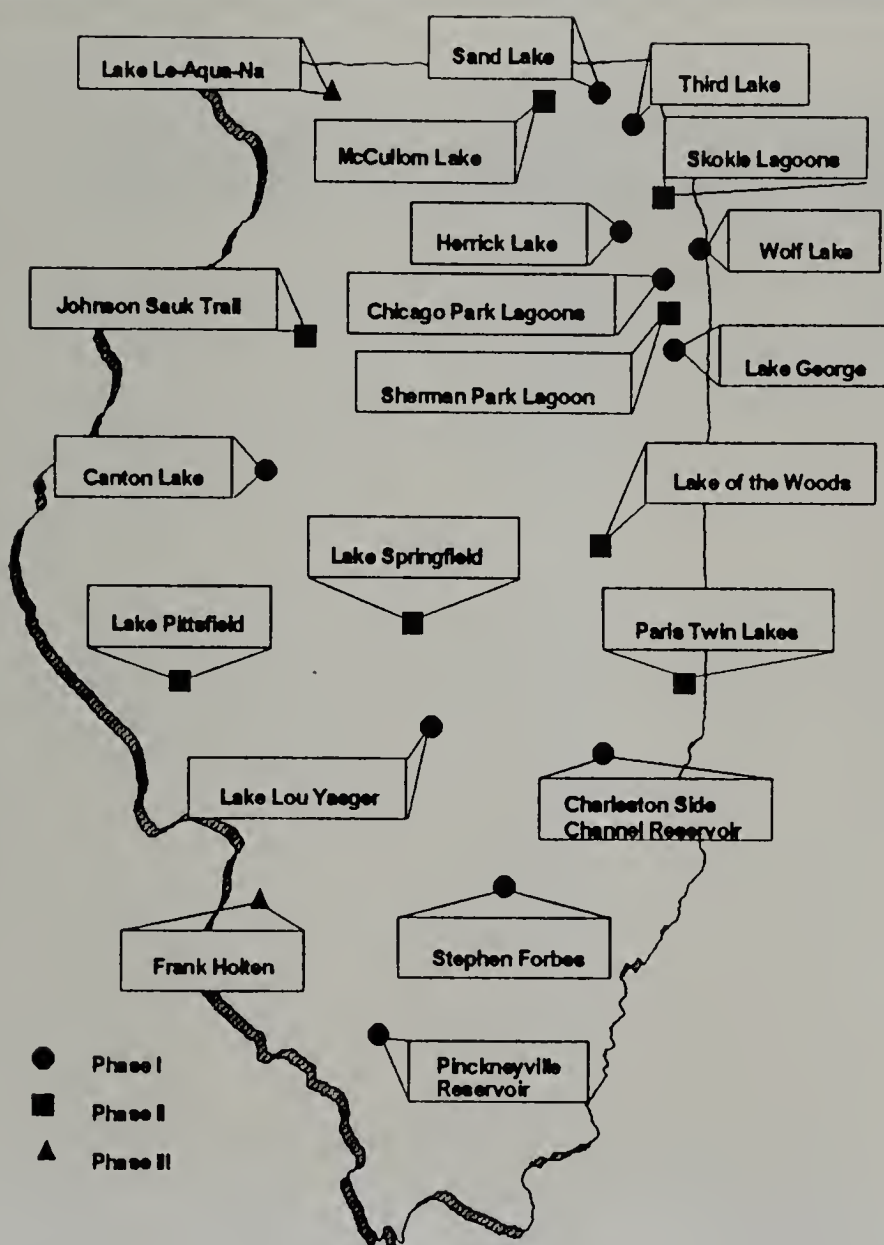 Lake Le-Aqua-Na
Sand Lake
Third Lake
McCullom Lake
Skokie Lagoons
Herrick Lake
Wolf Lake
Johnson Sauk Trail
Chicago Park Lagoons
Lake George
Sherman Park Lagoon
Canton Lake
Lake of the Woods
Lake Springfield
Lake Pittsfield
Paris Twin Lakes
Lake Lou Yaeger
Charleston Side
Channel Reservoir
Stephen Forbes
Frank Holten
Pinckneyville
Reservoir
Phase I
Phase II
Phase III